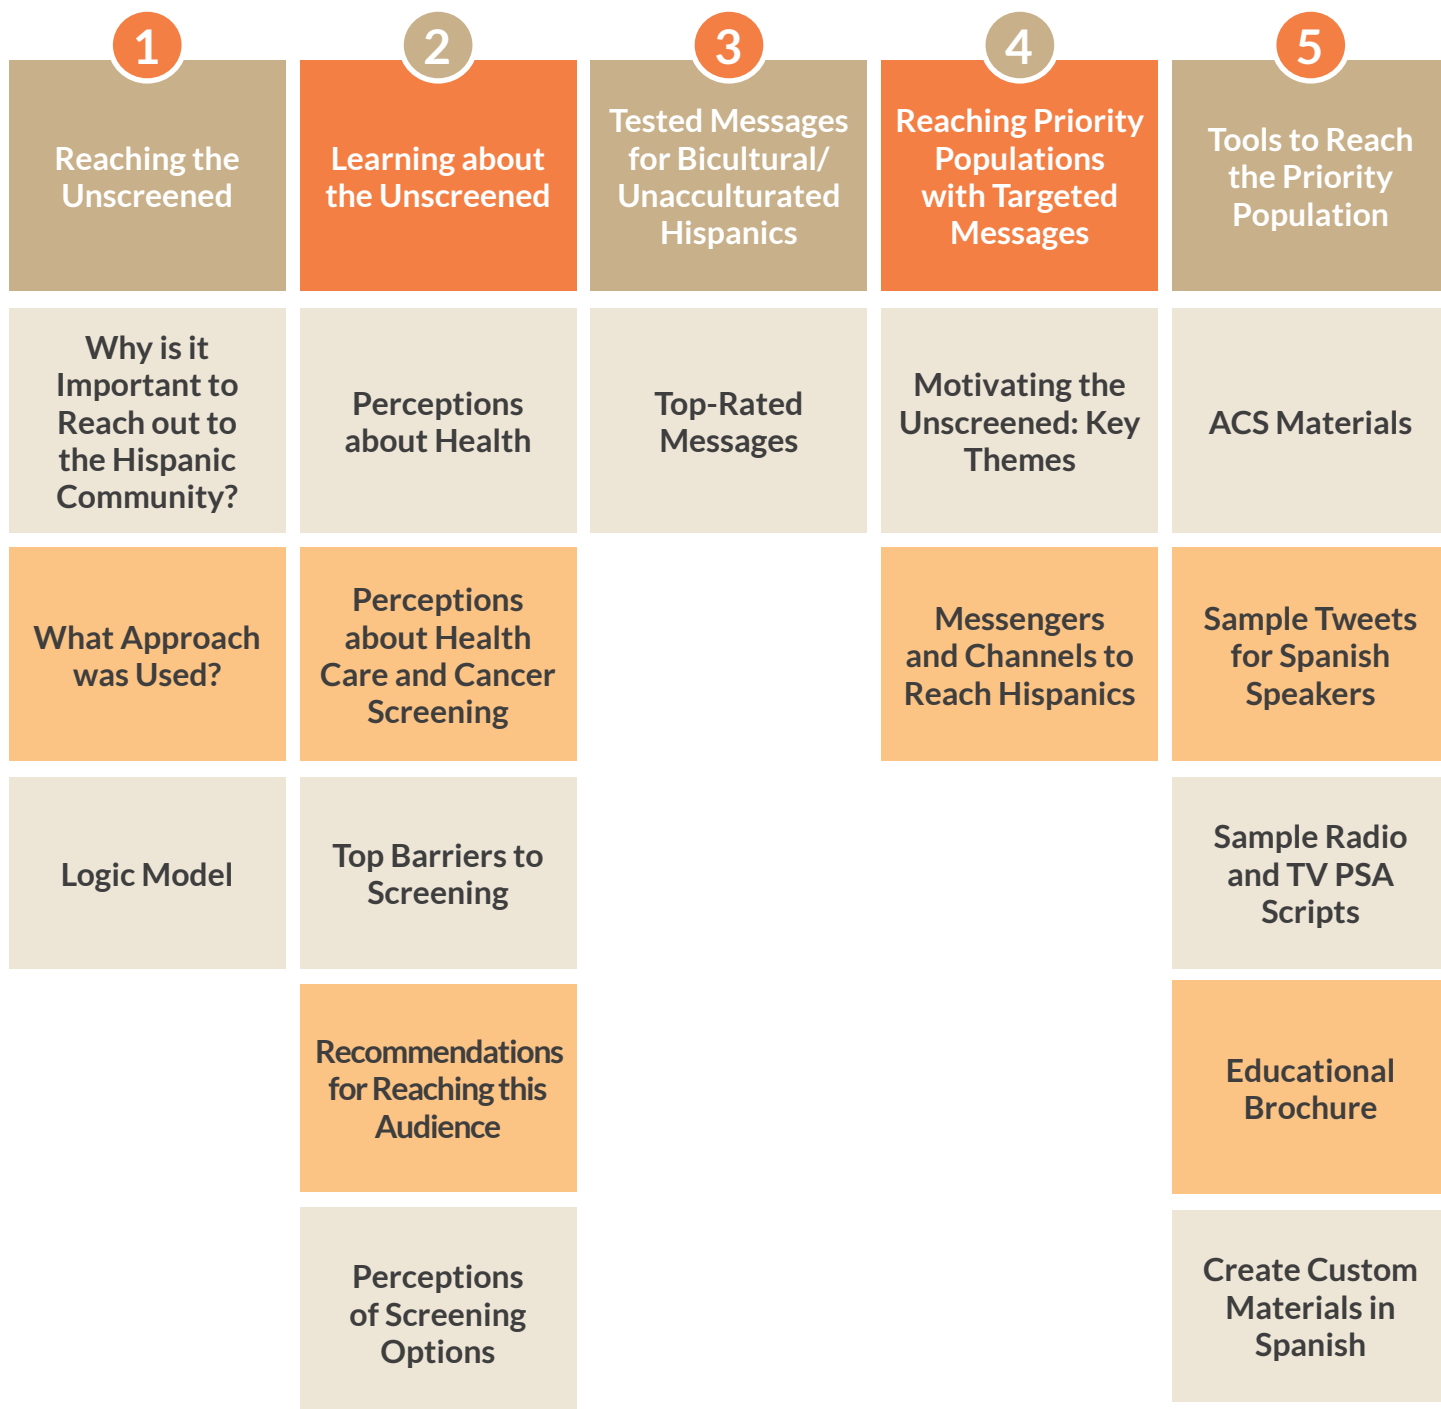 1
Reaching the
Unscreened
Why is it
Important to
Reach out to
the Hispanic
Community?
What Approach
was Used?
Logic Model
2
Learning about
the Unscreened
Perceptions
about Health
Perceptions
about Health
Care and Cancer
Screening
Top Barriers to
Screening
Recommendations
for Reaching this
Audience
Perceptions
of Screening
Options
3
Tested Messages
for Bicultural/
Unacculturated
Hispanics
Top-Rated
Messages
4
Reaching Priority
Populations
with Targeted
Messages
Motivating the
Unscreened: Key
Themes
Messengers
and Channels to
Reach Hispanics
5
Tools to Reach
the Priority
Population
ACS Materials
Sample Tweets
for Spanish
Speakers
Sample Radio
and TV PSA
Scripts
Educational
Brochure
Create Custom
Materials in
Spanish